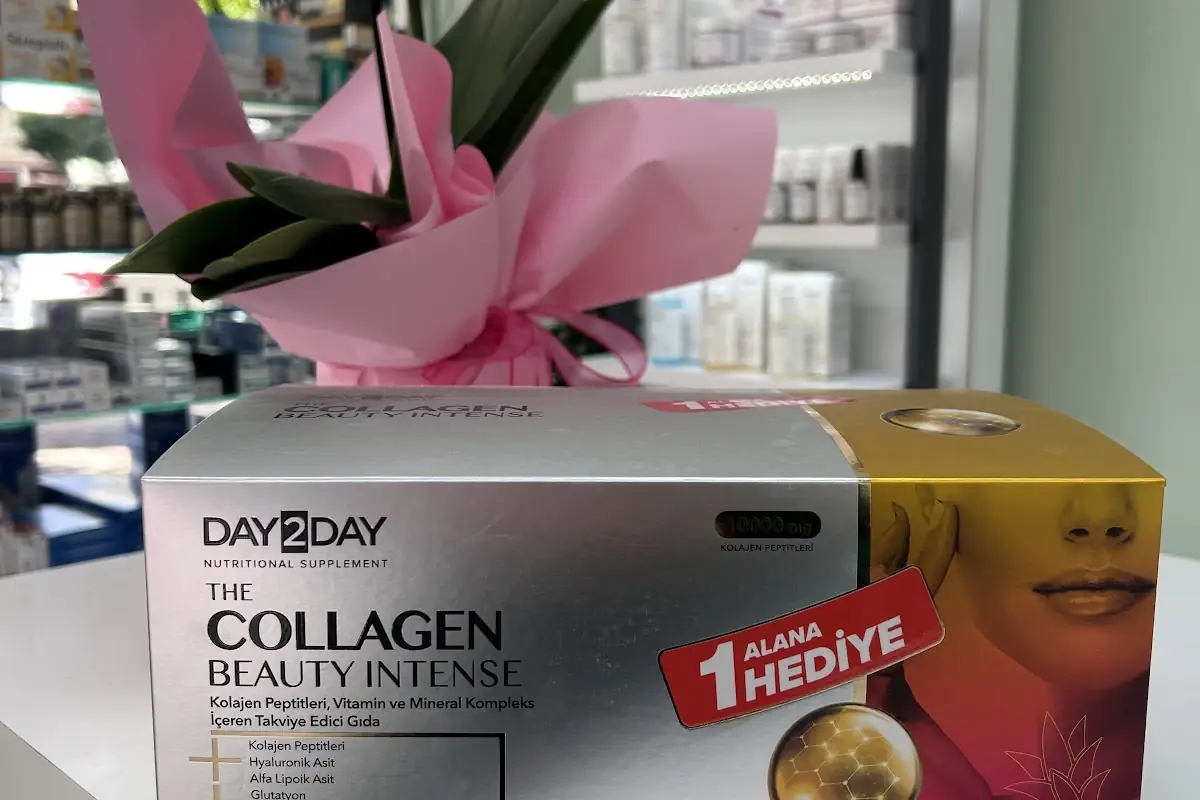 THE
COLLAGEN
BEAUTY INTENSE
1 ALANA
HEDİYE
DAY2DAY
NUTRITIONAL SUPPLEMENT
THE
COLLAGEN
BEAUTY INTENSE
Kolajen Peptitleri, Vitamin ve Mineral Kompleks
İçeren Takviye Edici Gıda
Kolajen Peptitleri
Hyaluronik Asit
Alfa Lipoik Asit
Glutatyon
10000 mg
KOLAJEN PEPTİTLERİ
1 ALANA
HEDİYE